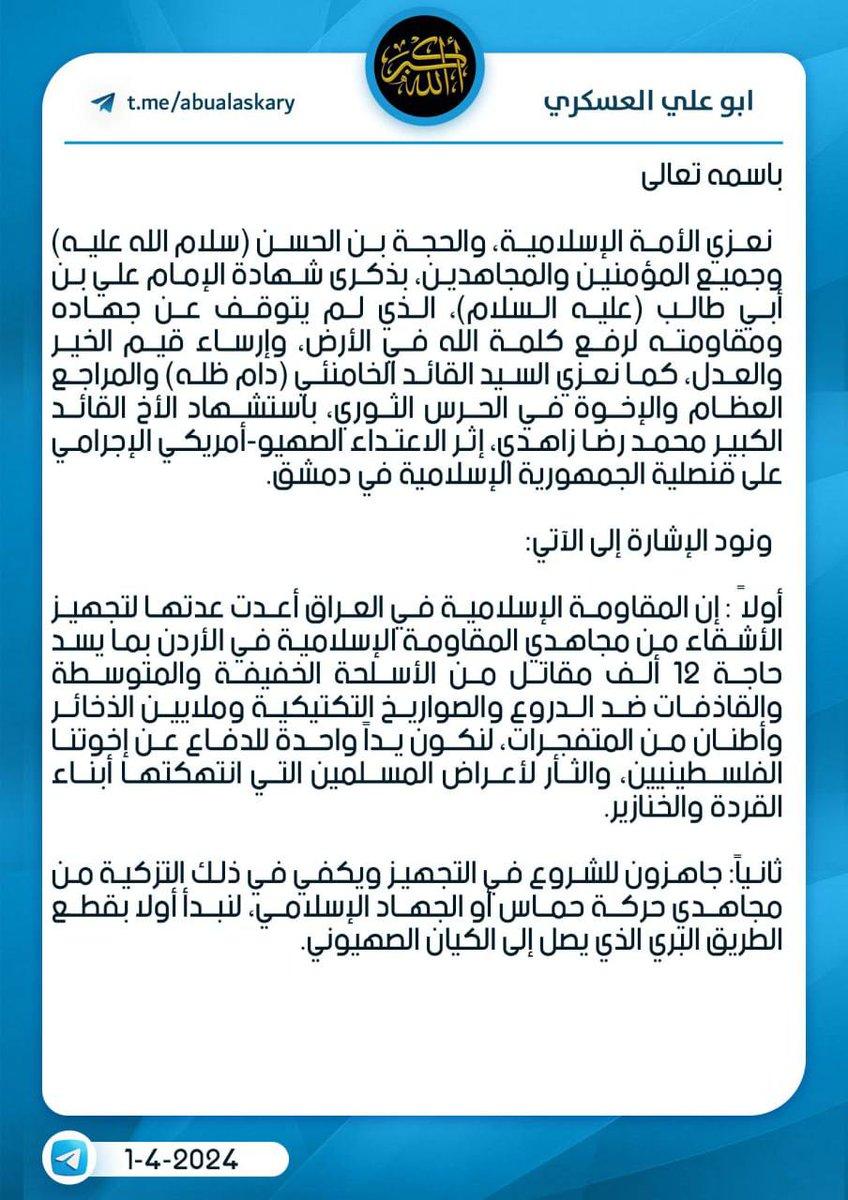 ابو علي العسكري
t.me/abualaskary
الله أكبر
باسمه تعالى
نعزي الأمة الإسلامية، والحجة بن الحسن (سلام الله عليه)
وجميع المؤمنين والمجاهدين، بذكرى شهادة الإمام علي بن
أبي طالب (عليه السلام)، الذي لم يتوقف عن جهاده
ومقاومته لرفع كلمة الله في الأرض، وإرساء قيم الخير
والعدل، كما نعزي السيد القائد الخامنئي (دام ظله) والمراجع
العظام والإخوة في الحرس الثوري، باستشهاد الأخ القائد
الكبير محمد رضا زاهدي، إثر الاعتداء الصهيو-أمريكي الإجرامي
على قنصلية الجمهورية الإسلامية في دمشق.
ونود الإشارة إلى الآتي:
أولاً : إن المقاومة الإسلامية في العراق أعدت عدتها لتجهيز
الأشقاء من مجاهدي المقاومة الإسلامية في الأردن بما يسد
حاجة 12 ألف مقاتل من الأسلحة الخفيفة والمتوسطة
والقاذفات ضد الدروع والصواريخ التكتيكية وملايين الذخائر
وأطنان من المتفجرات، لنكون يداً واحدة للدفاع عن إخوتنا
الفلسطينيين، والثأر لأعراض المسلمين التي انتهكتها أبناء
القردة والخنازير.
ثانياً: جاهزون للشروع في التجهيز ويكفي في ذلك التزكية من
مجاهدي حركة حماس أو الجهاد الإسلامي، لنبدأ أولا بقطع
الطريق البري الذي يصل إلى الكيان الصهيوني.
1-4-2024